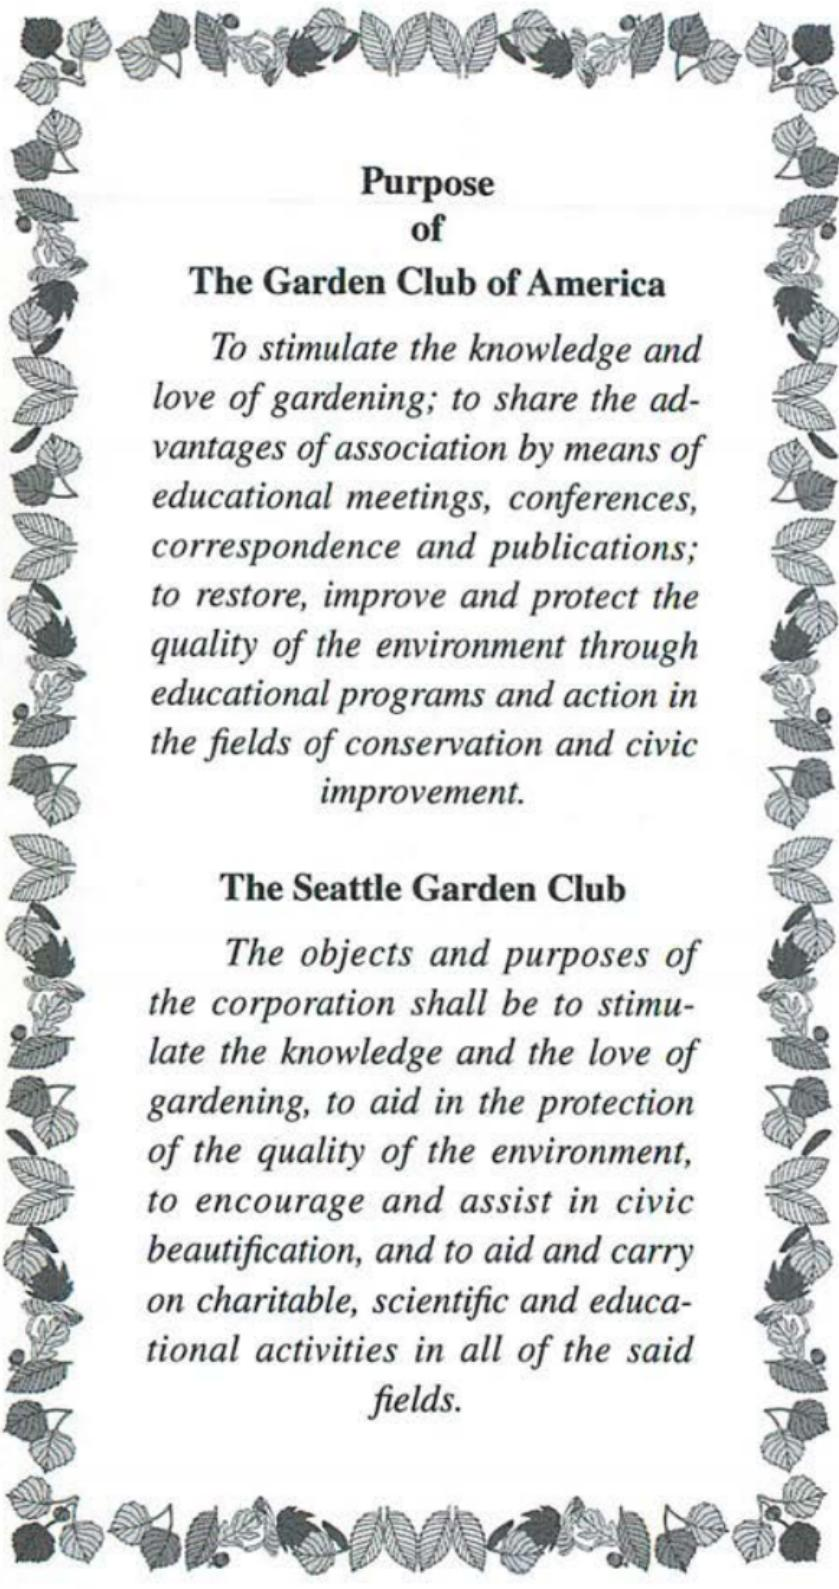 Purpose
of
The Garden Club of America
To stimulate the knowledge and
love of gardening; to share the ad-
vantages of association by means of
educational meetings, conferences,
correspondence and publications;
to restore, improve and protect the
quality of the environment through
educational programs and action in
the fields of conservation and civic
improvement.
The Seattle Garden Club
The objects and purposes of
the corporation shall be to stimu-
late the knowledge and the love of
gardening, to aid in the protection
of the quality of the environment,
to encourage and assist in civic
beautification, and to aid and carry
on charitable, scientific and educa-
tional activities in all of the said
fields.